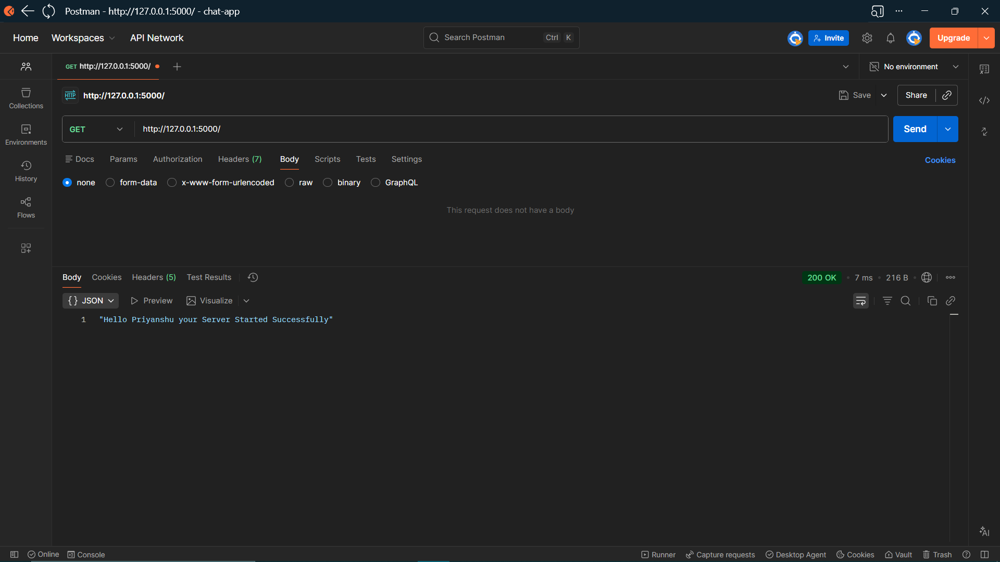 Postman - http://127.0.0.1:5000/ - chat-app
Home Workspaces API Network Search Postman Ctrl K Invite Upgrade
GET http://127.0.0.1:5000/ No environment
HTTP http://127.0.0.1:5000/ Save Share
GET http://127.0.0.1:5000/ Send
Collections
Environments
History
Flows
Docs Params Authorization Headers (7) Body Scripts Tests Settings Cookies
none form-data x-www-form-urlencoded raw binary GraphQL
This request does not have a body
Body Cookies Headers (5) Test Results 200 OK • 7 ms • 216 B •
{} JSON Preview Visualize
1 "Hello Priyanshu your Server Started Successfully"
AI
Online Console Runner Capture requests Desktop Agent Cookies Vault Trash